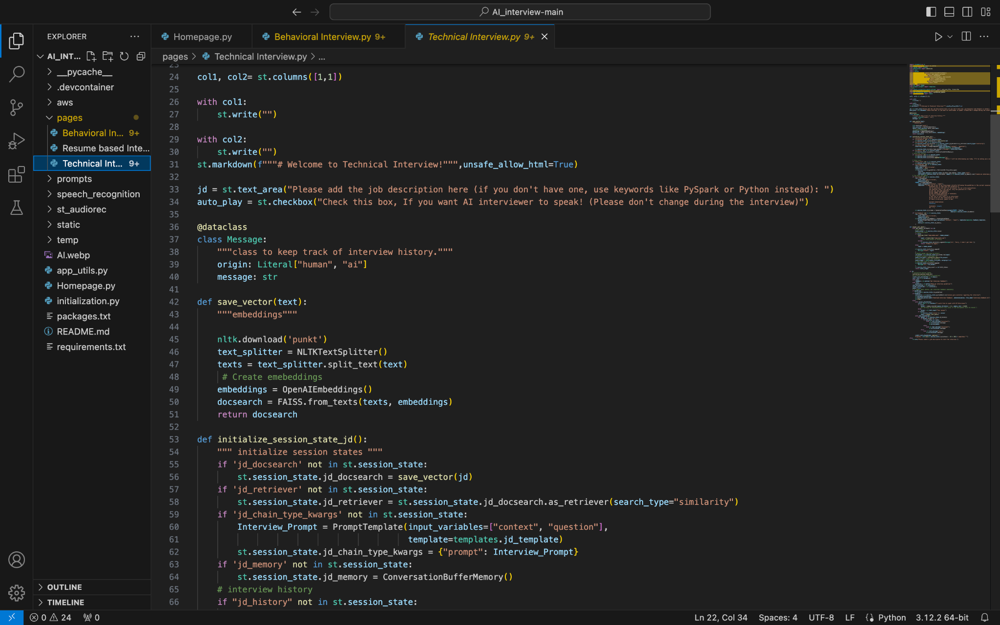 AI_interview-main
EXPLORER
AI_INT...
__pycache__
.devcontainer
aws
pages
Behavioral In... 9+
Resume based Inte...
Technical Int... 9+
prompts
speech_recognition
st_audiorec
static
temp
AI.webp
app_utils.py
Homepage.py
initialization.py
packages.txt
README.md
requirements.txt
OUTLINE
TIMELINE
Homepage.py
Behavioral Interview.py 9+
Technical Interview.py 9+
pages > Technical Interview.py > ...
23
24 col1, col2= st.columns([1,1])
25
26 with col1:
27     st.write("")
28
29 with col2:
30     st.write("")
31 st.markdown(f"""# Welcome to Technical Interview!""",unsafe_allow_html=True)
32
33 jd = st.text_area("Please add the job description here (if you don't have one, use keywords like PySpark or Python instead): ")
34 auto_play = st.checkbox("Check this box, If you want AI interviewer to speak! (Please don't change during the interview)")
35
36 @dataclass
37 class Message:
38     """class to keep track of interview history."""
39     origin: Literal["human", "ai"]
40     message: str
41
42 def save_vector(text):
43     """embeddings"""
44
45     nltk.download('punkt')
46     text_splitter = NLTKTextSplitter()
47     texts = text_splitter.split_text(text)
48      # Create emebeddings
49     embeddings = OpenAIEmbeddings()
50     docsearch = FAISS.from_texts(texts, embeddings)
51     return docsearch
52
53 def initialize_session_state_jd():
54     """ initialize session states """
55     if 'jd_docsearch' not in st.session_state:
56         st.session_state.jd_docsearch = save_vector(jd)
57     if 'jd_retriever' not in st.session_state:
58         st.session_state.jd_retriever = st.session_state.jd_docsearch.as_retriever(search_type="similarity")
59     if 'jd_chain_type_kwargs' not in st.session_state:
60         Interview_Prompt = PromptTemplate(input_variables=["context", "question"],
61                                           template=templates.jd_template)
62         st.session_state.jd_chain_type_kwargs = {"prompt": Interview_Prompt}
63     if 'jd_memory' not in st.session_state:
64         st.session_state.jd_memory = ConversationBufferMemory()
65     # interview history
66     if "jd_history" not in st.session_state:
0 24 0
Ln 22, Col 34 Spaces: 4 UTF-8 LF Python 3.12.2 64-bit